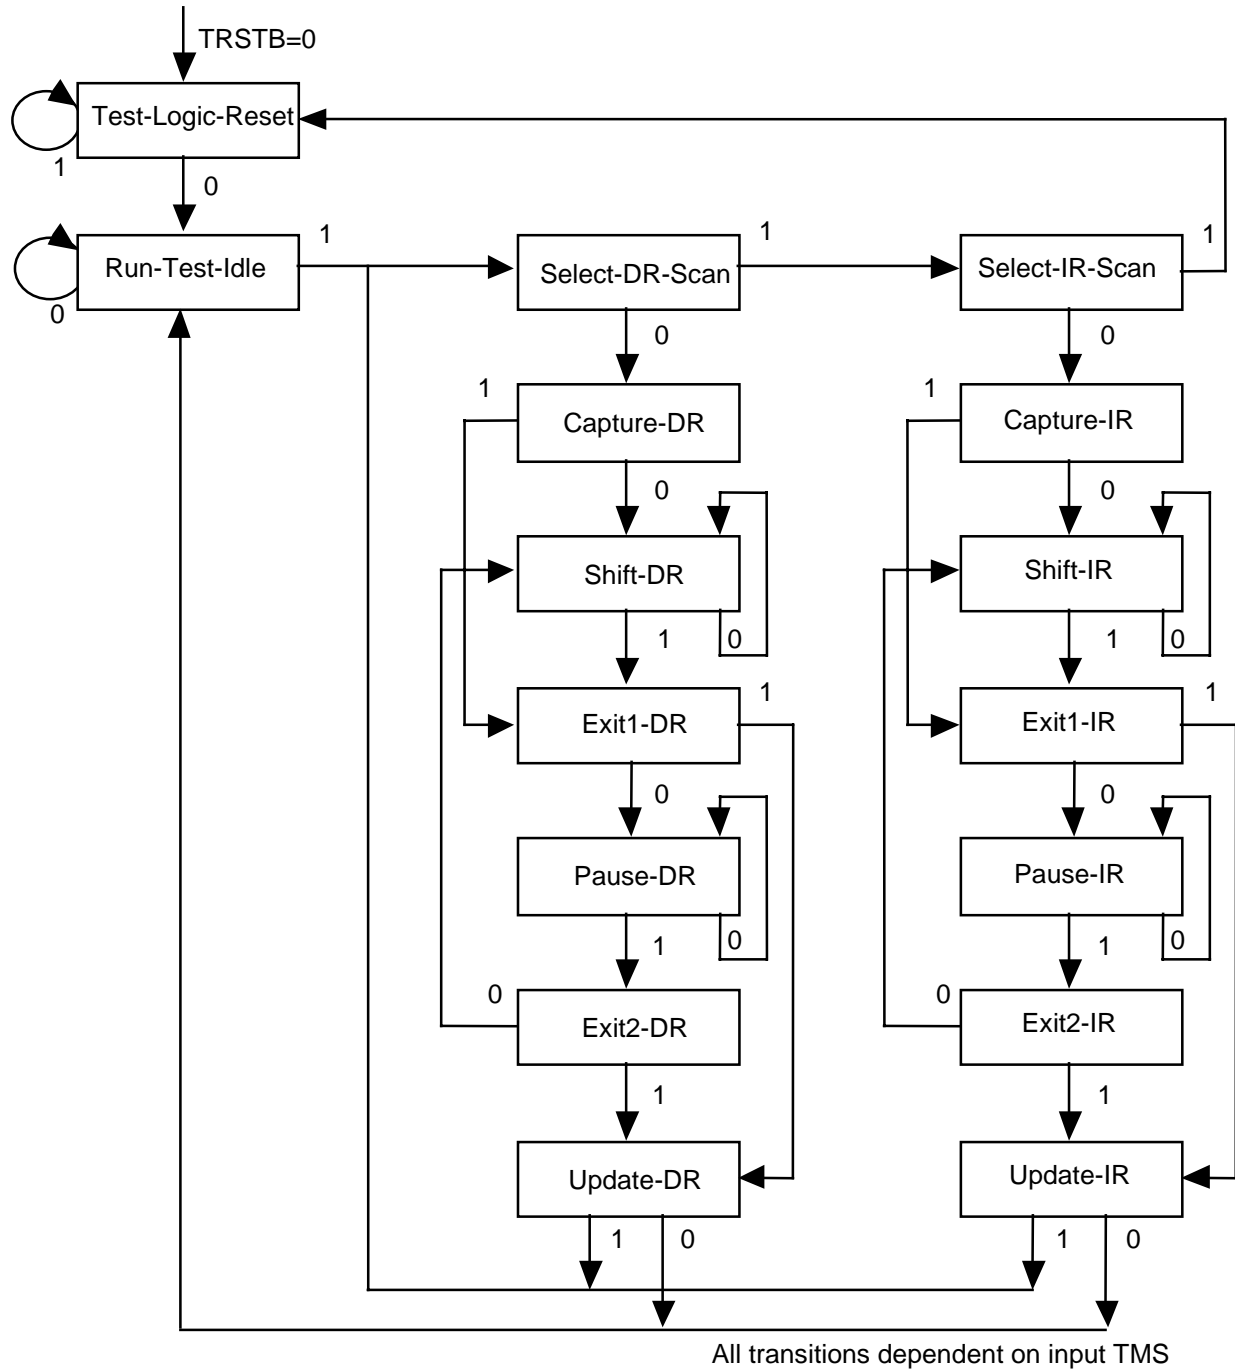 TRSTB=0
Test-Logic-Reset
1
0
1
1
1
Run-Test-Idle
Select-DR-Scan
Select-IR-Scan
0
0
0
1
1
Capture-DR
Capture-IR
0
0
Shift-DR
Shift-IR
1
0
1
0
1
1
Exit1-DR
Exit1-IR
0
0
Pause-DR
Pause-IR
1
0
1
0
0
0
Exit2-DR
Exit2-IR
1
1
Update-DR
Update-IR
1
0
1
0
All transitions dependent on input TMS